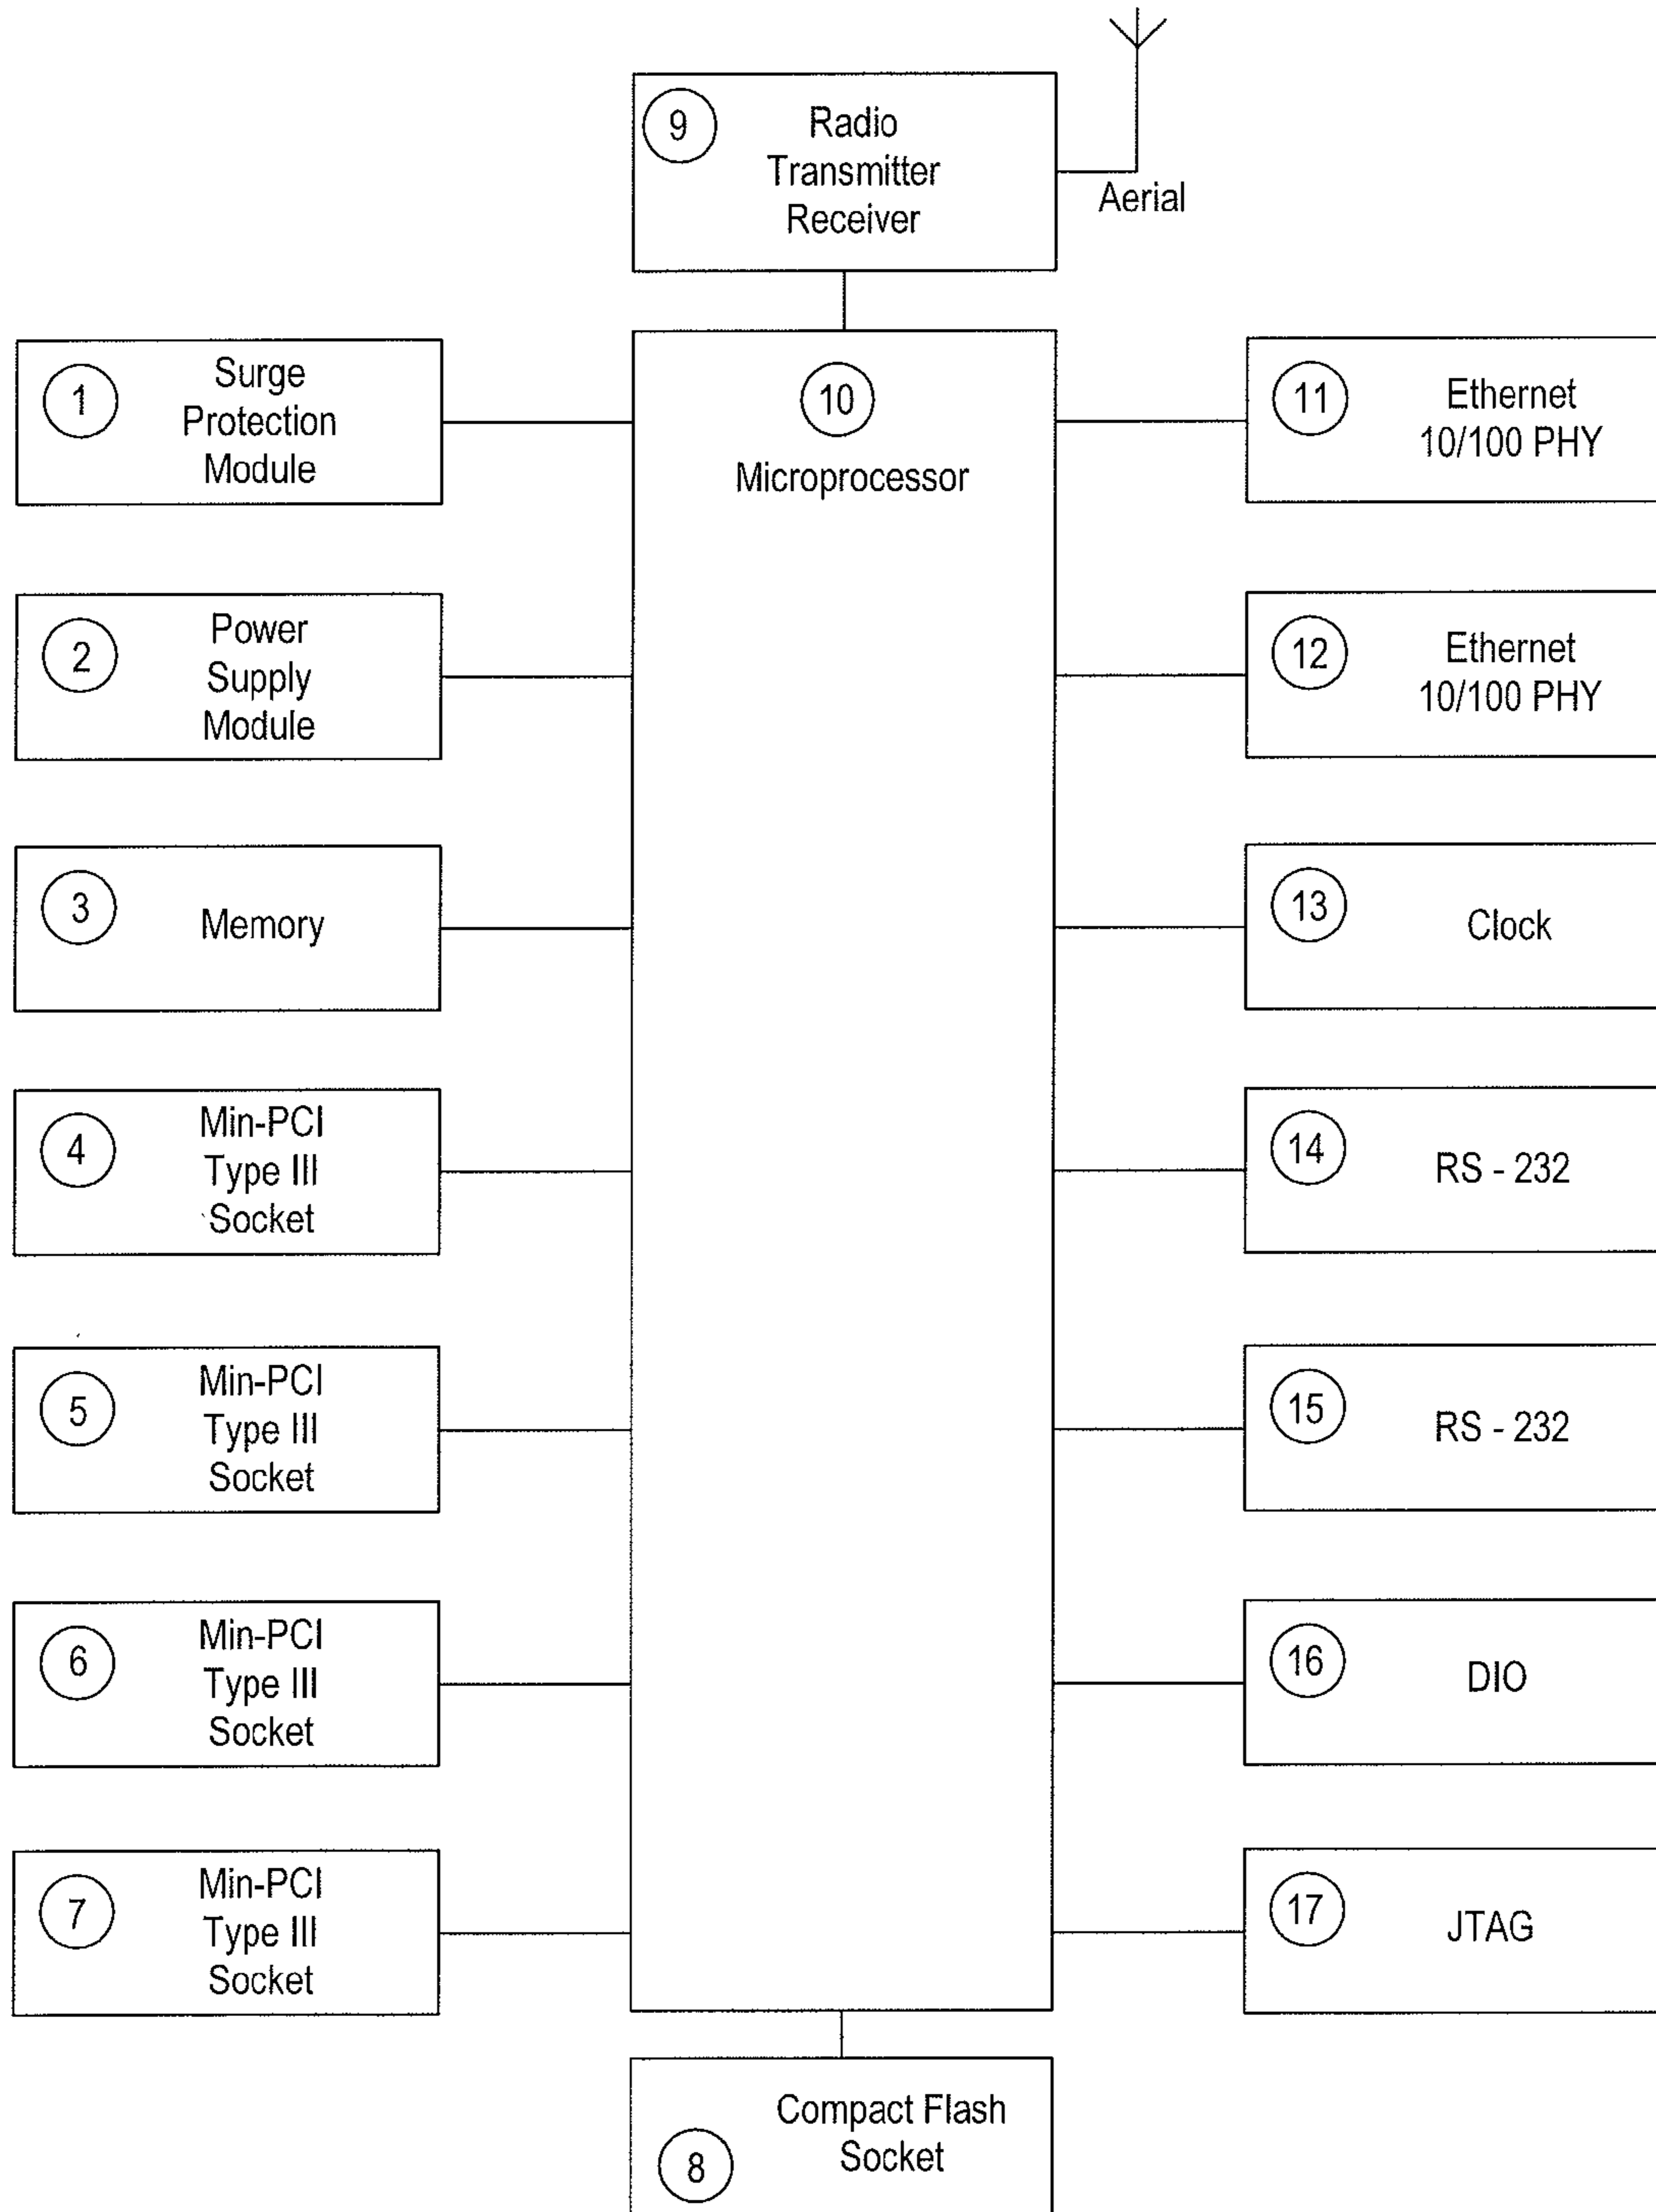 9
Radio
Transmitter
Receiver
Aerial
1
Surge
Protection
Module
10
Microprocessor
11
Ethernet
10/100 PHY
2
Power
Supply
Module
12
Ethernet
10/100 PHY
3
Memory
13
Clock
4
Min-PCI
Type III
Socket
14
RS - 232
5
Min-PCI
Type III
Socket
15
RS - 232
6
Min-PCI
Type III
Socket
16
DIO
7
Min-PCI
Type III
Socket
17
JTAG
8
Compact Flash
Socket